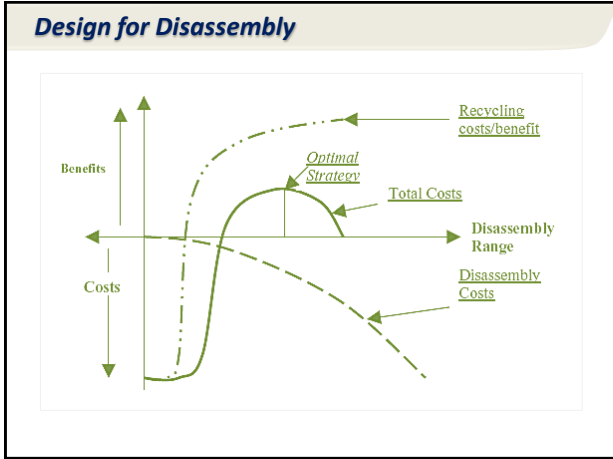 Design for Disassembly
Recycling
costs/benefit
Optimal
Strategy
Benefits
Total Costs
Disassembly
Range
Costs
Disassembly
Costs